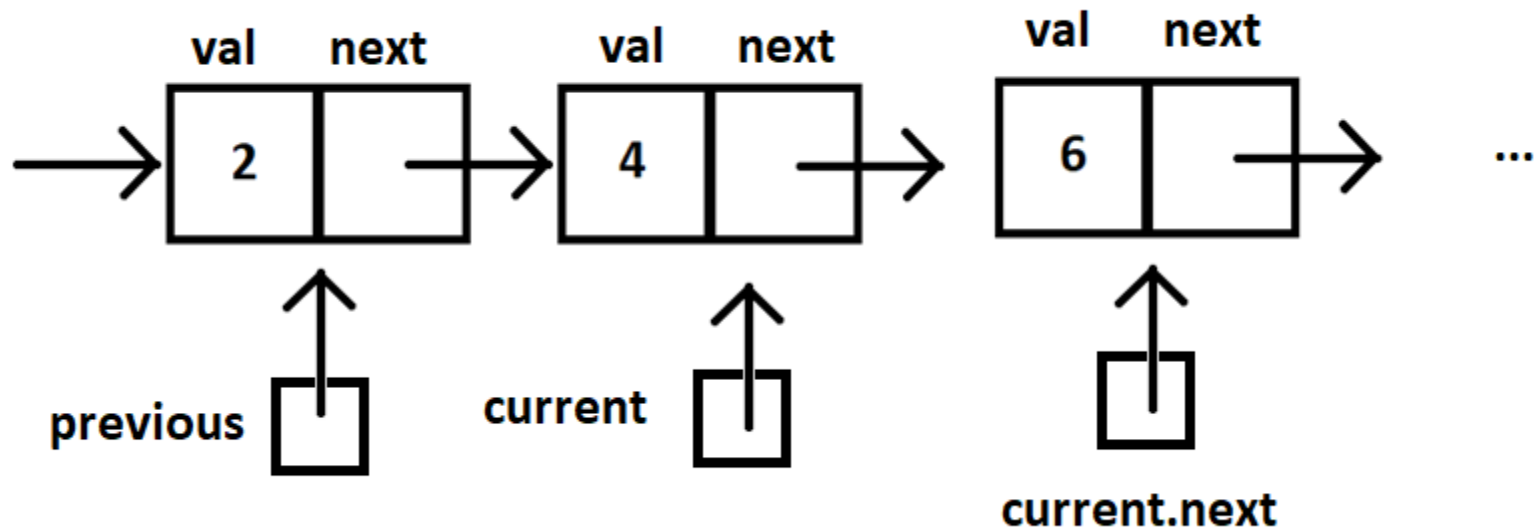 val next val next val next
2 4 6 ...
previous current
current.next